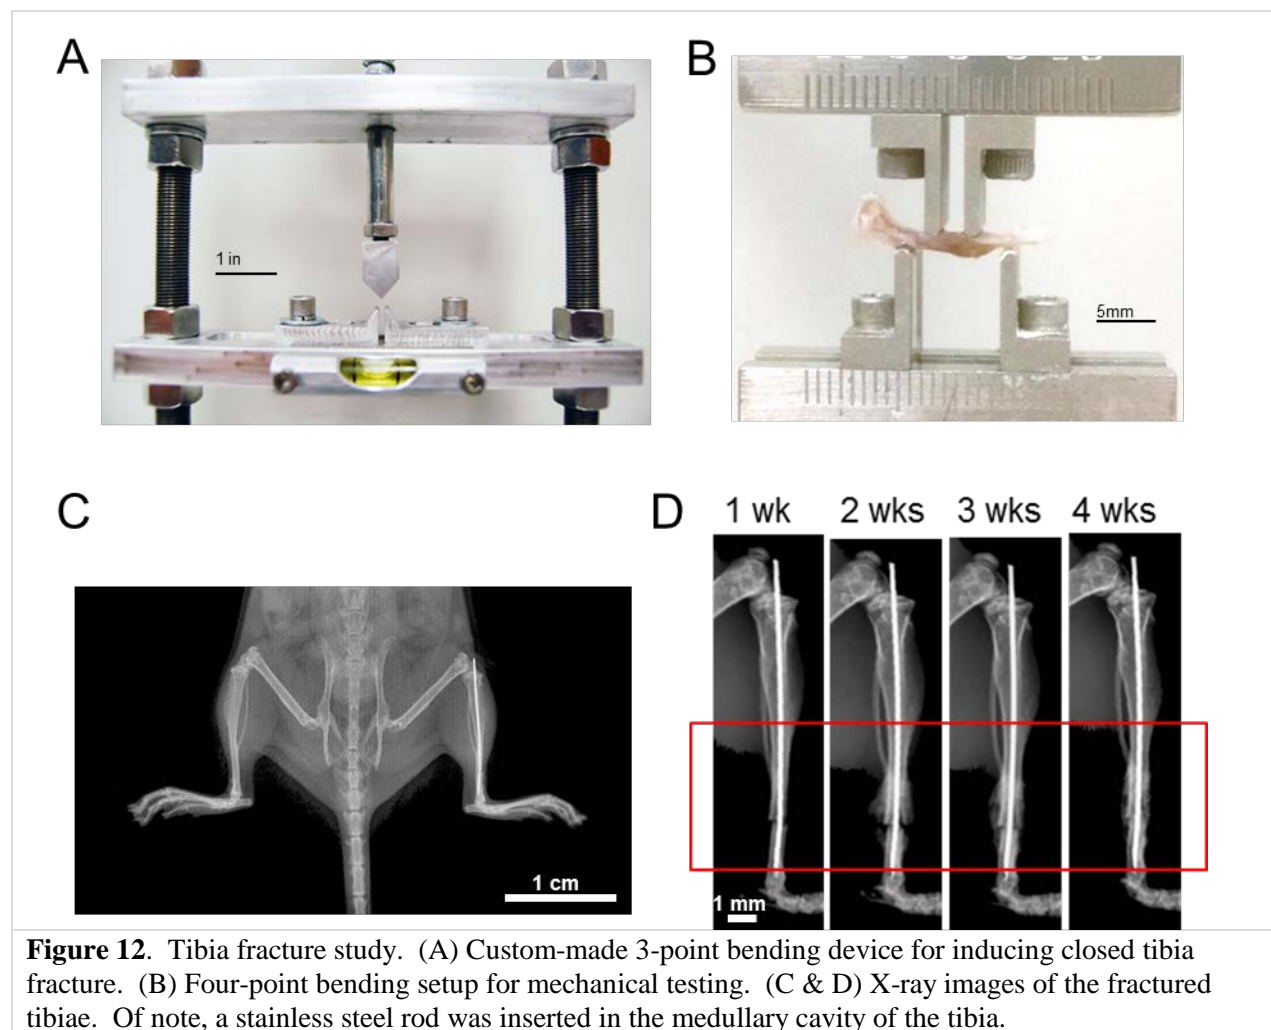 A
B
1 in
5mm
C
D
1 wk 2 wks 3 wks 4 wks
1 cm
1 mm
Figure 12. Tibia fracture study. (A) Custom-made 3-point bending device for inducing closed tibia
fracture. (B) Four-point bending setup for mechanical testing. (C & D) X-ray images of the fractured
tibiae. Of note, a stainless steel rod was inserted in the medullary cavity of the tibia.